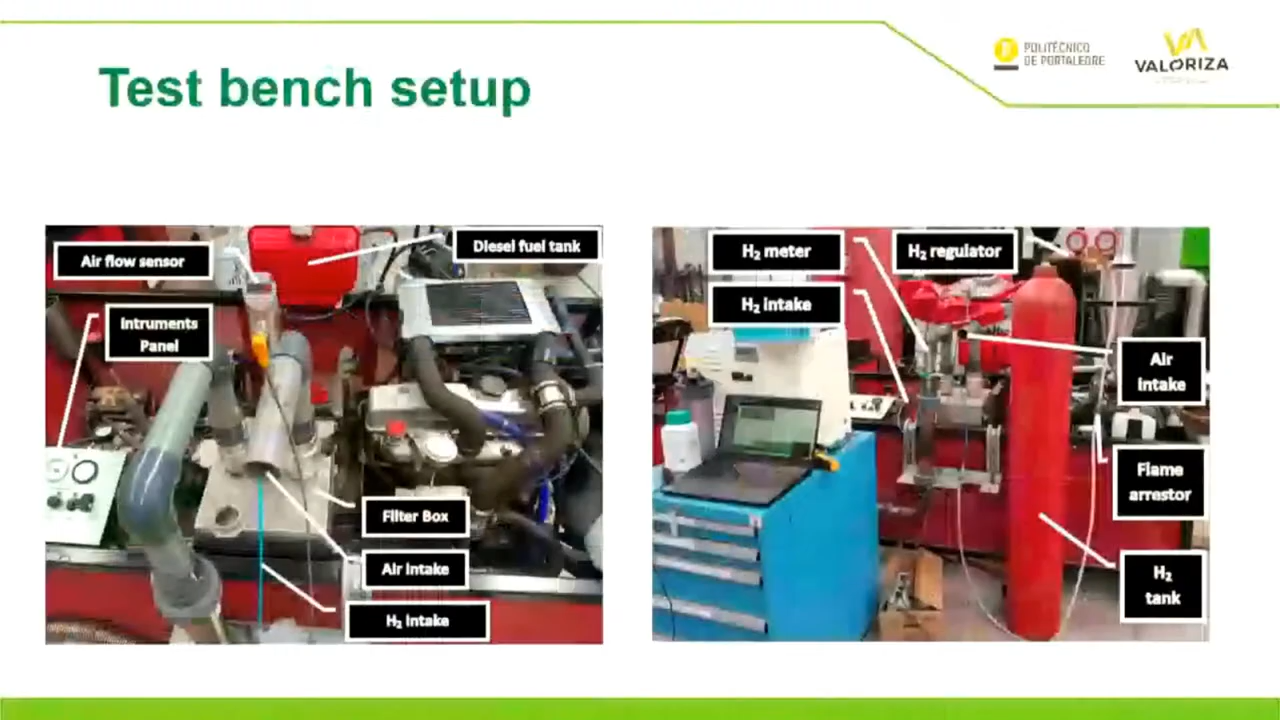 POLITÉCNICO
DE PORTALEGRE
VALORIZA
Test bench setup
Air flow sensor
Diesel fuel tank
Intruments
Panel
Filter Box
Air intake
H₂ intake
H₂ meter
H₂ regulator
H₂ intake
Air
intake
Flame
arrestor
H₂
tank